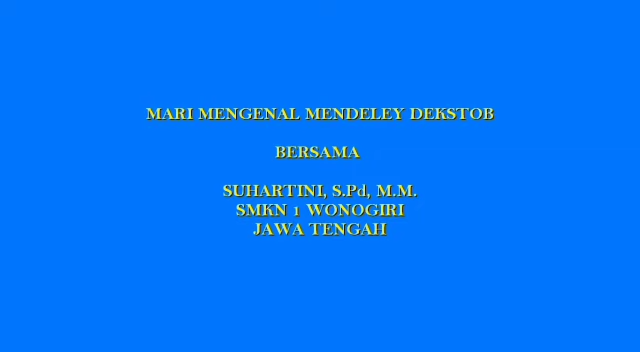 MARI MENGENAL MENDELEY DEKSTOB
BERSAMA
SUHARTINI, S.Pd, M.M.
SMKN 1 WONOGIRI
JAWA TENGAH